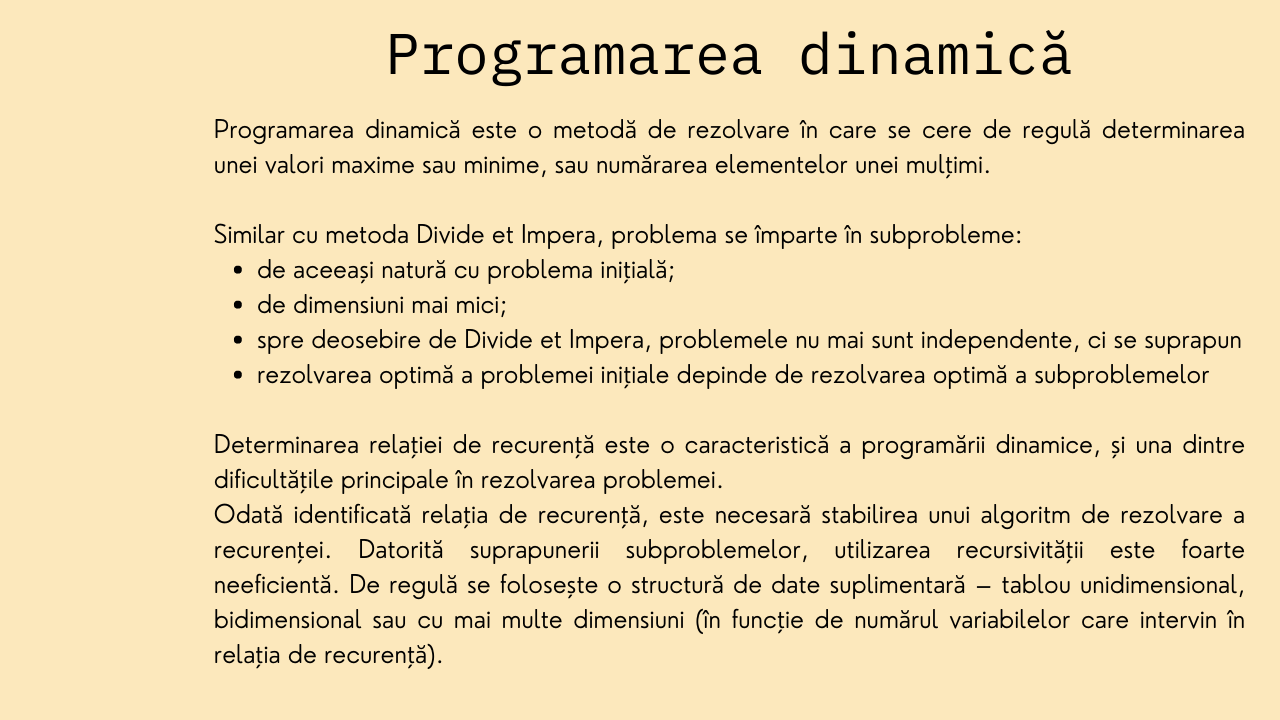 Programarea dinamică
Programarea dinamică este o metodă de rezolvare în care se cere de regulă determinarea
unei valori maxime sau minime, sau numărarea elementelor unei mulțimi.
Similar cu metoda Divide et Impera, problema se împarte în subprobleme:
• de aceeași natură cu problema inițială;
• de dimensiuni mai mici;
• spre deosebire de Divide et Impera, problemele nu mai sunt independente, ci se suprapun
• rezolvarea optimă a problemei inițiale depinde de rezolvarea optimă a subproblemelor
Determinarea relației de recurență este o caracteristică a programării dinamice, și una dintre
dificultățile principale în rezolvarea problemei.
Odată identificată relația de recurență, este necesară stabilirea unui algoritm de rezolvare a
recurenței. Datorită suprapunerii subproblemelor, utilizarea recursivității este foarte
neeficientă. De regulă se folosește o structură de date suplimentară – tablou unidimensional,
bidimensional sau cu mai multe dimensiuni (în funcție de numărul variabilelor care intervin în
relația de recurență).